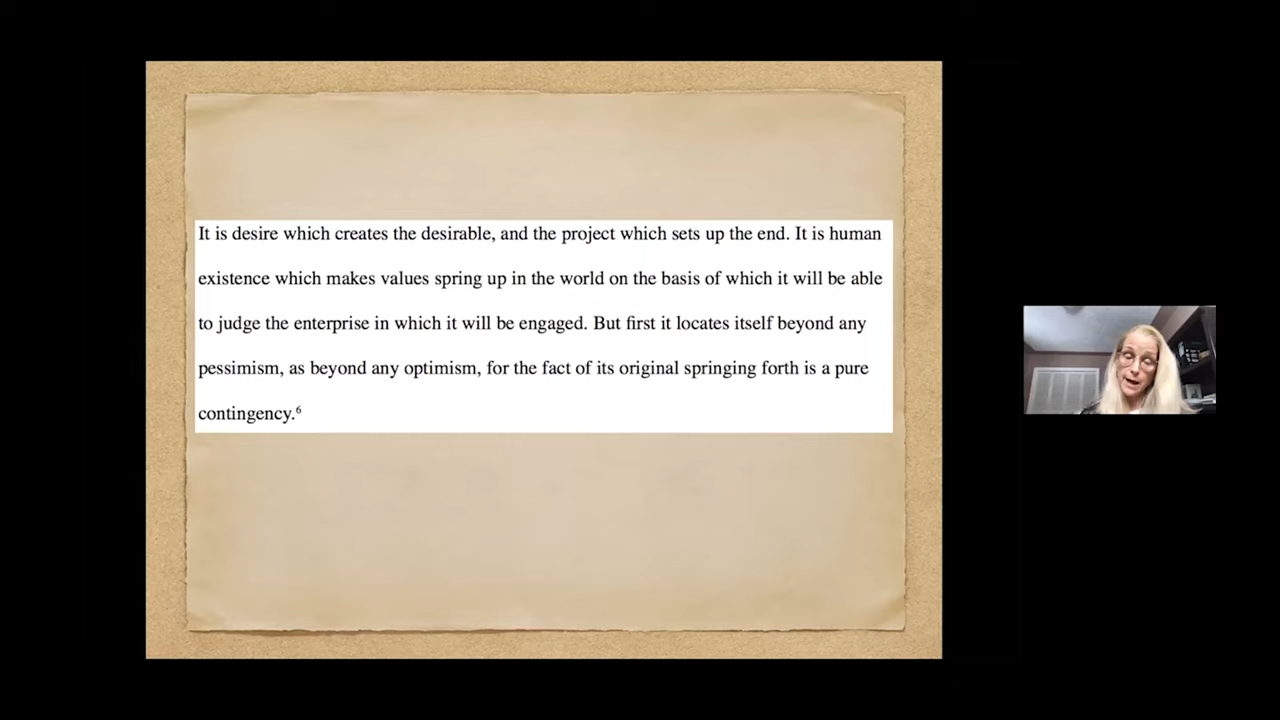 It is desire which creates the desirable, and the project which sets up the end. It is human
existence which makes values spring up in the world on the basis of which it will be able
to judge the enterprise in which it will be engaged. But first it locates itself beyond any
pessimism, as beyond any optimism, for the fact of its original springing forth is a pure
contingency.⁶